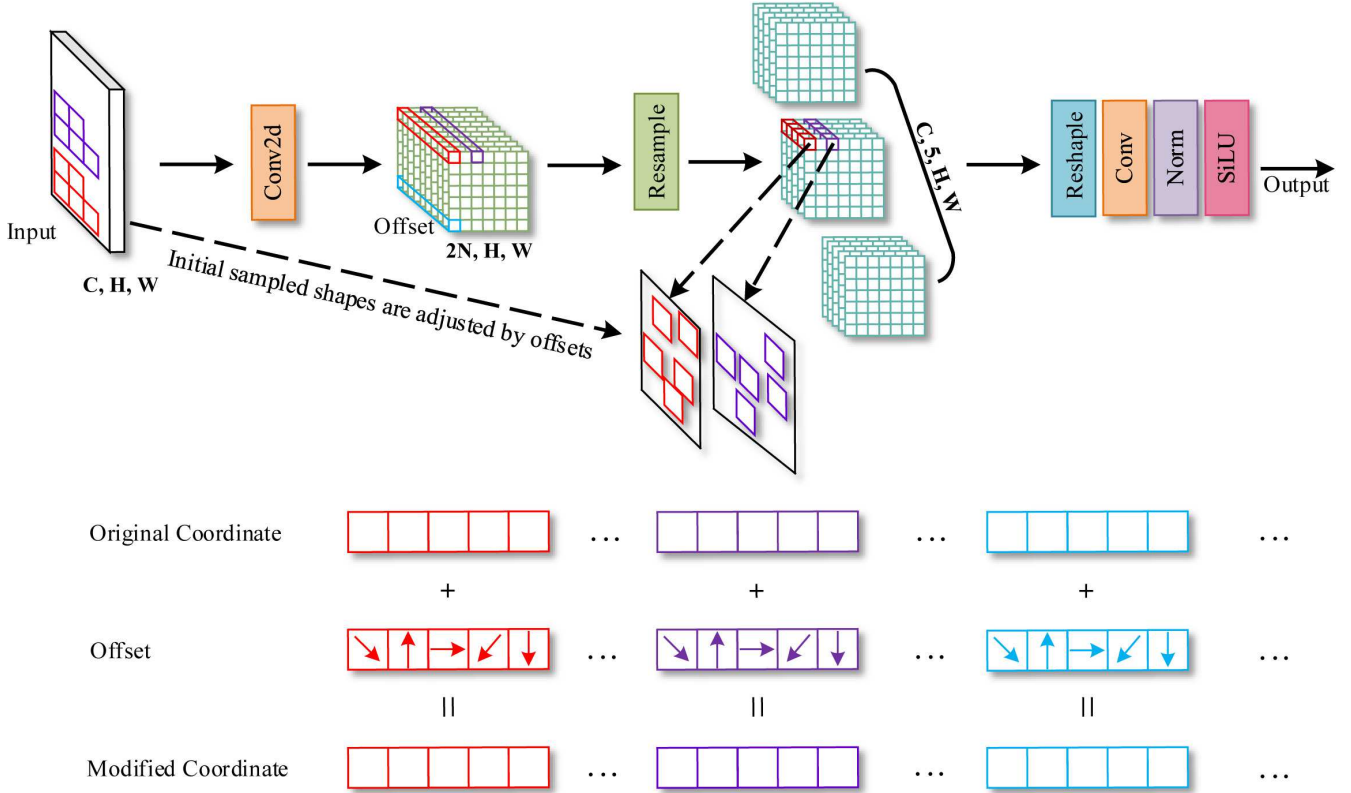 Input
C, H, W
Conv2d
Offset
2N, H, W
Resample
C, 5, H, W
Reshape
Conv
Norm
SiLU
Output
Initial sampled shapes are adjusted by offsets
Original Coordinate
...
...
...
+
+
+
Offset
...
...
...
=
=
=
Modified Coordinate
...
...
...